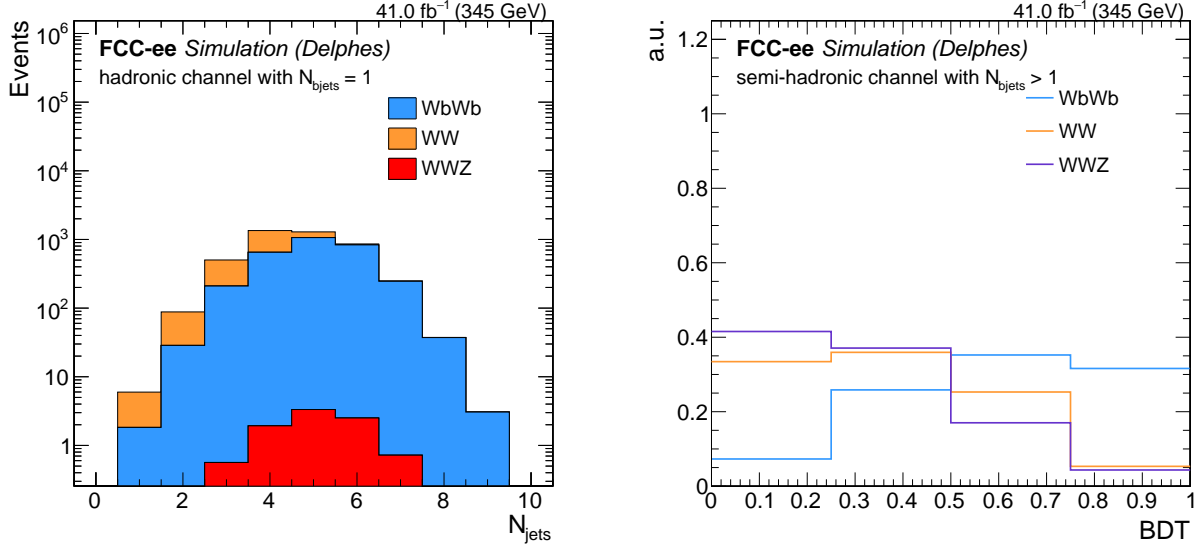 41.0 fb⁻¹ (345 GeV)
Events
FCC-ee Simulation (Delphes)
hadronic channel with N_bjets = 1
WbWb
WW
WWZ
10⁶
10⁵
10⁴
10³
10²
10
1
0 2 4 6 8 10
N_jets
41.0 fb⁻¹ (345 GeV)
a.u.
FCC-ee Simulation (Delphes)
semi-hadronic channel with N_bjets > 1
WbWb
WW
WWZ
1.2
1
0.8
0.6
0.4
0.2
0
0 0.1 0.2 0.3 0.4 0.5 0.6 0.7 0.8 0.9 1
BDT